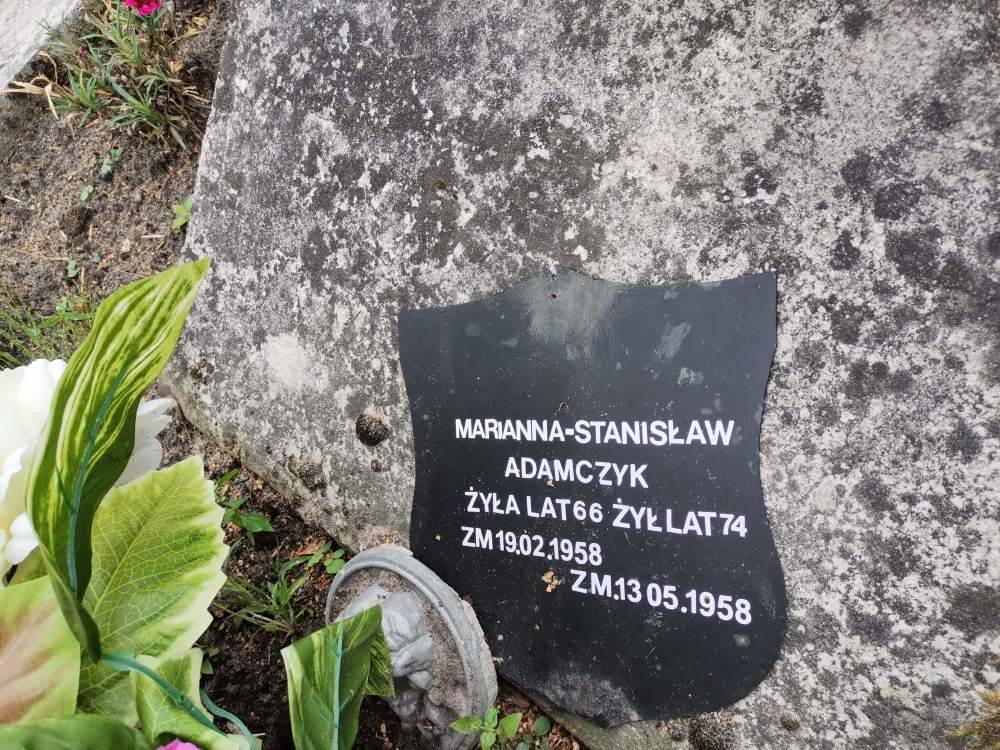 MARIANNA-STANISŁAW
ADAMCZYK
ŻYŁA LAT 66 ŻYŁ LAT 74
ZM 19.02.1958
ZM.13 05.1958